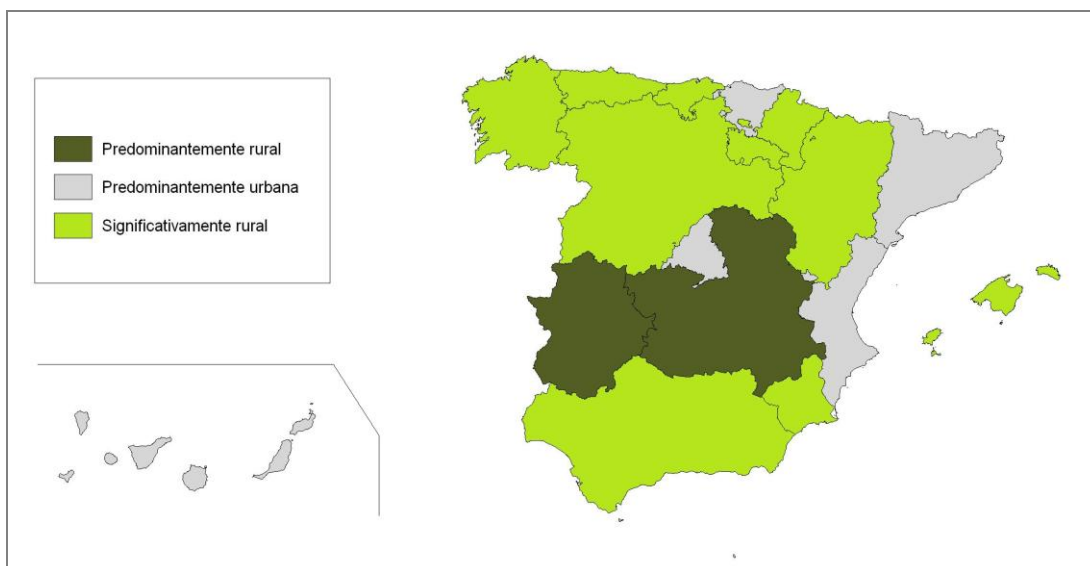 Predominantemente rural
Predominantemente urbana
Significativamente rural